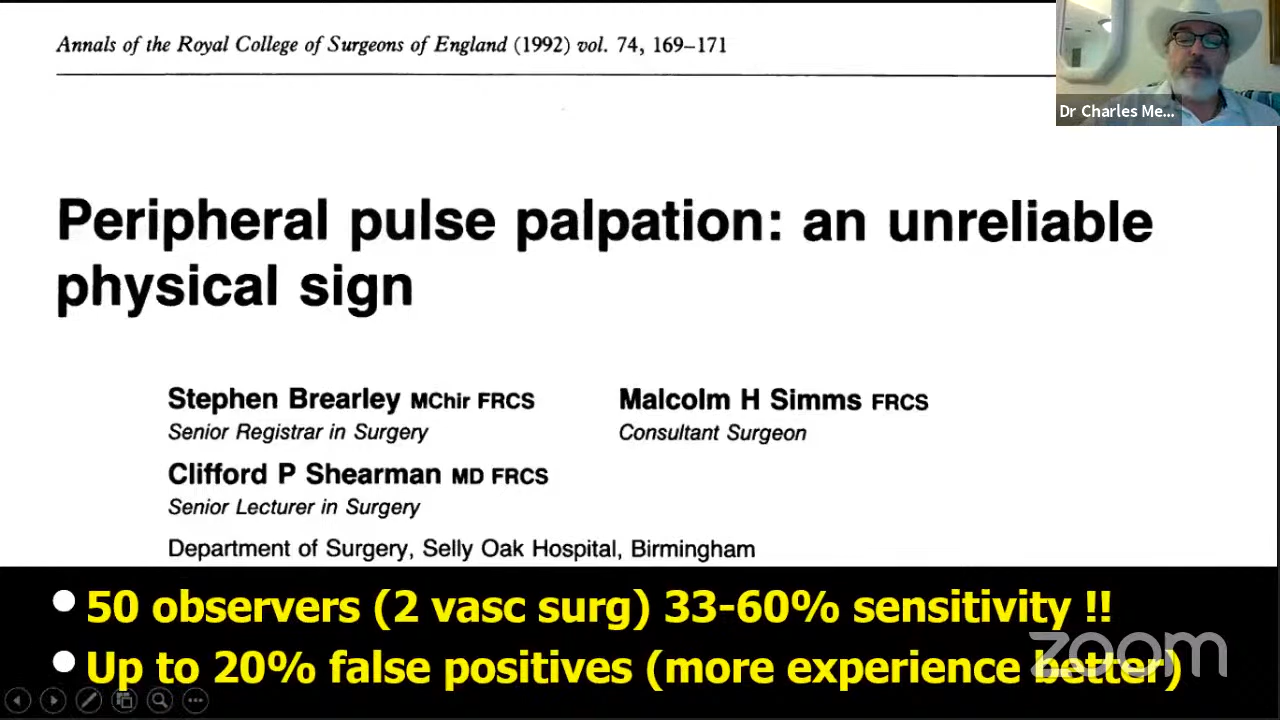 Annals of the Royal College of Surgeons of England (1992) vol. 74, 169–171
Dr Charles Me...
Peripheral pulse palpation: an unreliable
physical sign
Stephen Brearley MChir FRCS
Senior Registrar in Surgery
Malcolm H Simms FRCS
Consultant Surgeon
Clifford P Shearman MD FRCS
Senior Lecturer in Surgery
Department of Surgery, Selly Oak Hospital, Birmingham
• 50 observers (2 vasc surg) 33-60% sensitivity !!
• Up to 20% false positives (more experience better)
zoom